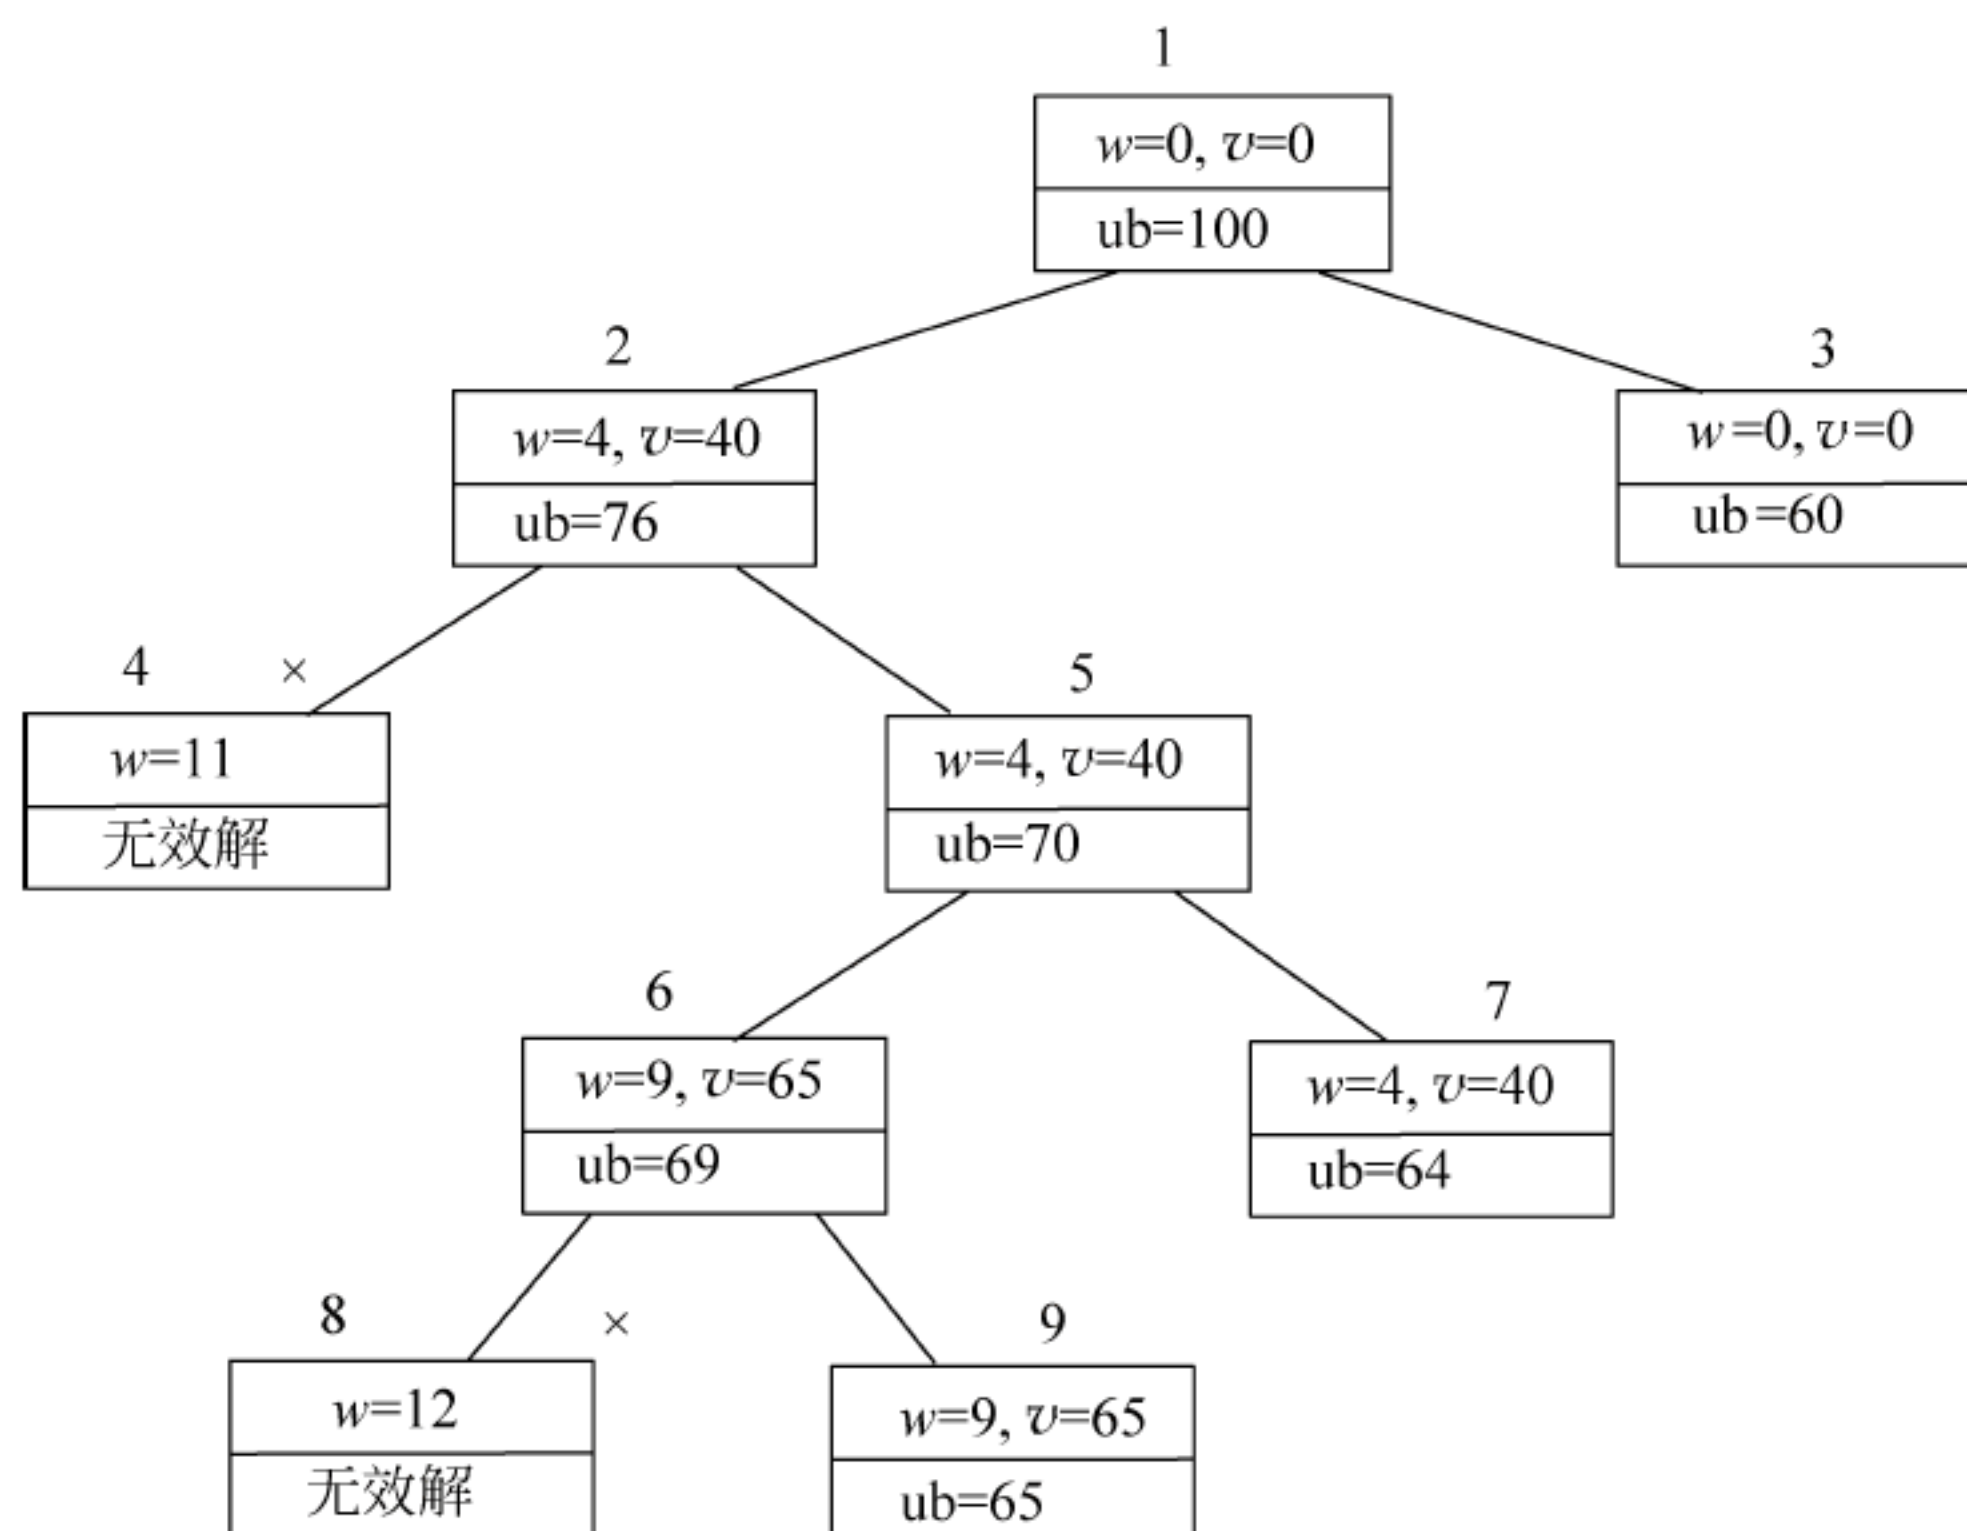 1
w=0, v=0
ub=100
2
3
w=4, v=40
w=0, v=0
ub=76
ub=60
4 ×
5
w=11
w=4, v=40
无效解
ub=70
6
7
w=9, v=65
w=4, v=40
ub=69
ub=64
8 ×
9
w=12
w=9, v=65
无效解
ub=65